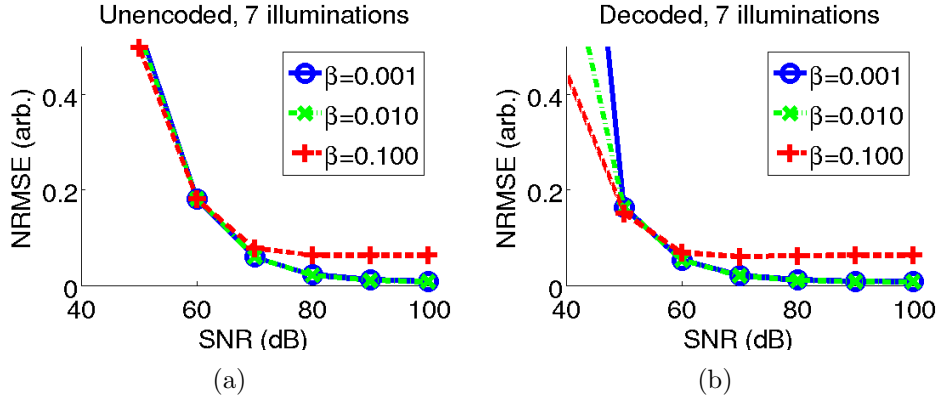 Unencoded, 7 illuminations
NRMSE (arb.)
0.4
0.2
0
β=0.001
β=0.010
β=0.100
40 60 80 100
SNR (dB)
(a)
Decoded, 7 illuminations
NRMSE (arb.)
0.4
0.2
0
β=0.001
β=0.010
β=0.100
40 60 80 100
SNR (dB)
(b)